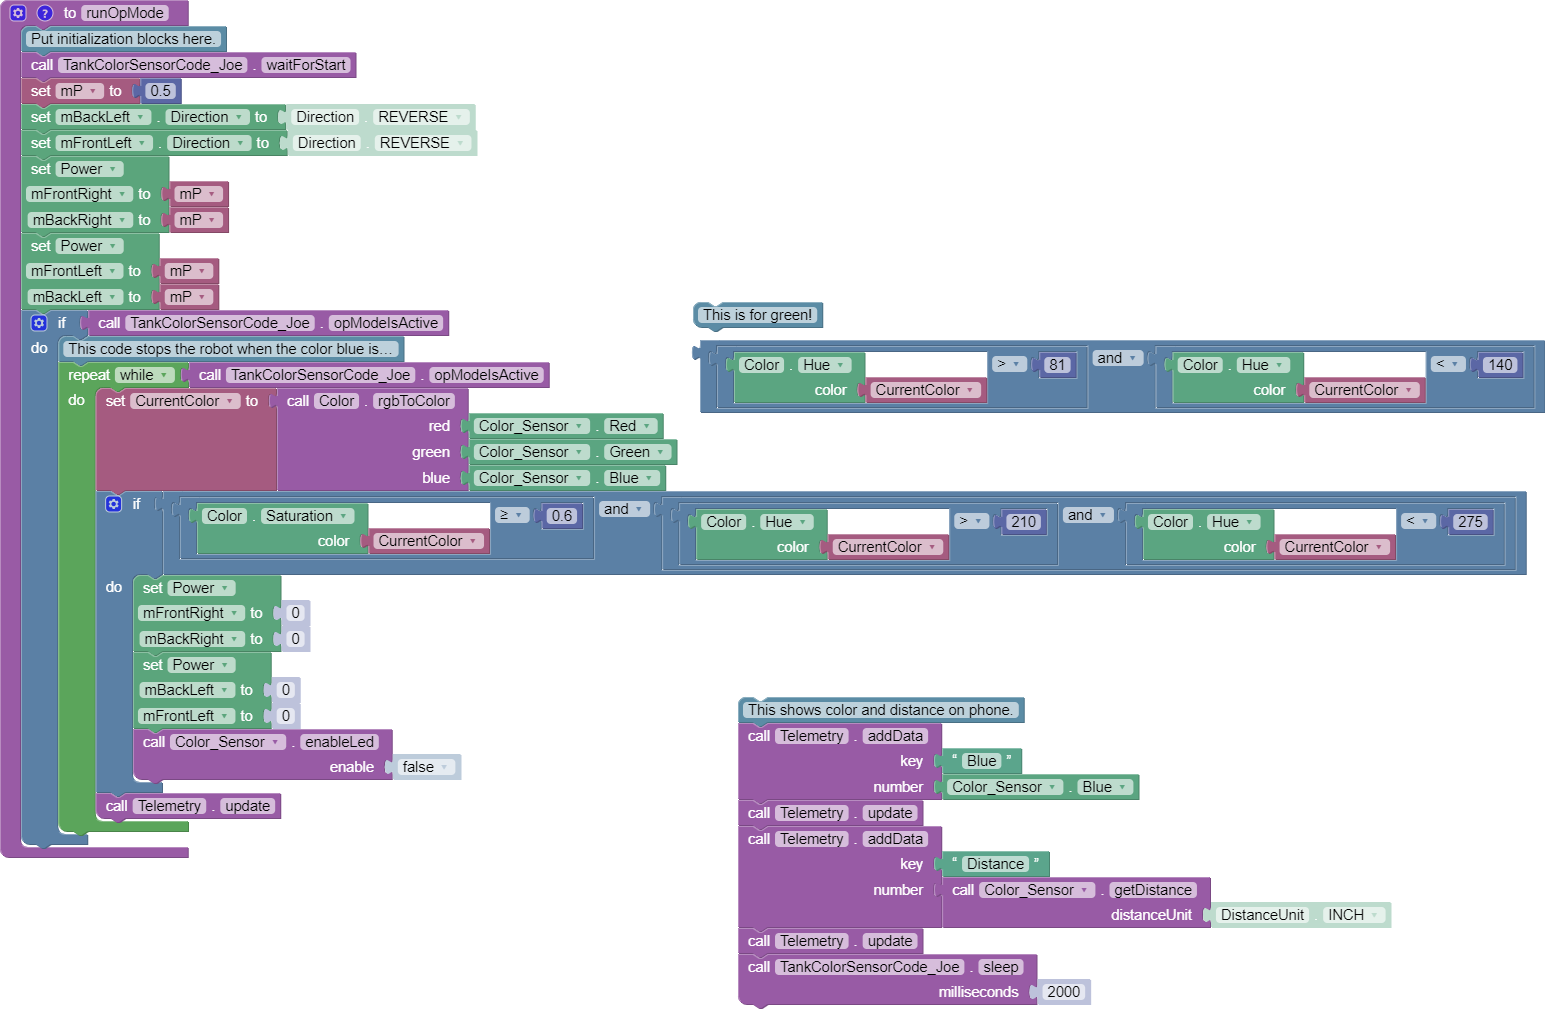 to runOpMode
Put initialization blocks here.
call TankColorSensorCode_Joe . waitForStart
set mP to 0.5
set mBackLeft . Direction to Direction . REVERSE
set mFrontLeft . Direction to Direction . REVERSE
set Power
mFrontRight to mP
mBackRight to mP
set Power
mFrontLeft to mP
mBackLeft to mP
if call TankColorSensorCode_Joe . opModeIsActive
do This code stops the robot when the color blue is...
repeat while call TankColorSensorCode_Joe . opModeIsActive
do set CurrentColor to call Color . rgbToColor
red Color_Sensor . Red
green Color_Sensor . Green
blue Color_Sensor . Blue
if Color . Saturation ≥ 0.6 and Color . Hue > 210 and Color . Hue < 275
color CurrentColor color CurrentColor color CurrentColor
do set Power
mFrontRight to 0
mBackRight to 0
set Power
mBackLeft to 0
mFrontLeft to 0
call Color_Sensor . enableLed
enable false
call Telemetry . update
This is for green!
Color . Hue > 81 and Color . Hue < 140
color CurrentColor color CurrentColor
This shows color and distance on phone.
call Telemetry . addData
key “ Blue ”
number Color_Sensor . Blue
call Telemetry . update
call Telemetry . addData
key “ Distance ”
number call Color_Sensor . getDistance
distanceUnit DistanceUnit . INCH
call Telemetry . update
call TankColorSensorCode_Joe . sleep
milliseconds 2000